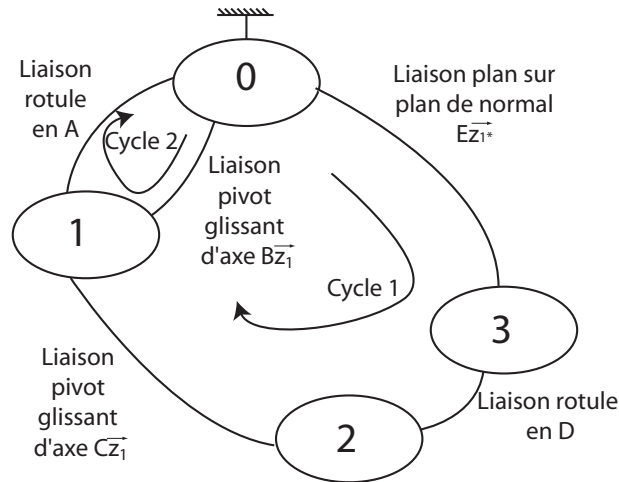 0
Liaison
rotule
en A
Cycle 2
Liaison plan sur
plan de normal
Ez₁*
Liaison
pivot
glissant
d'axe Bz₁
1
Cycle 1
3
Liaison
pivot
glissant
d'axe Cz₁
2
Liaison rotule
en D